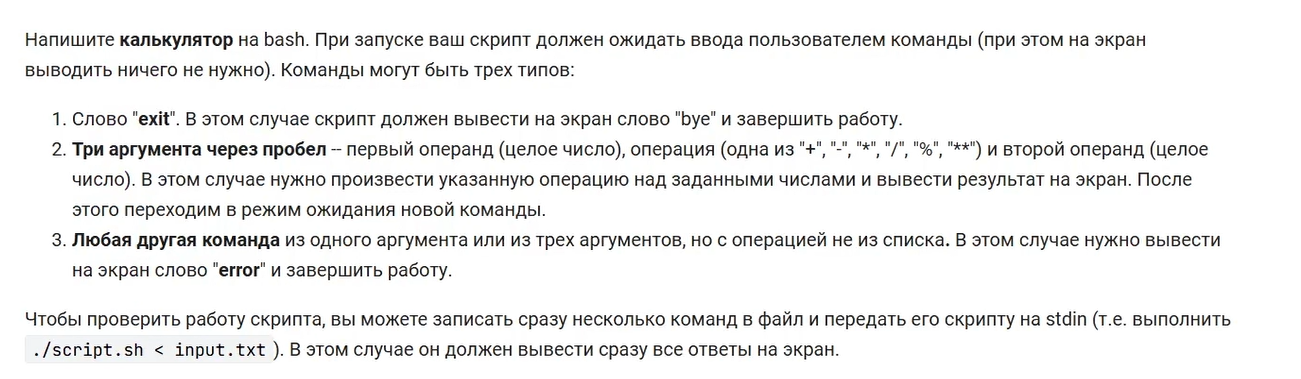 Напишите калькулятор на bash. При запуске ваш скрипт должен ожидать ввода пользователем команды (при этом на экран
выводить ничего не нужно). Команды могут быть трех типов:
1. Слово "exit". В этом случае скрипт должен вывести на экран слово "bye" и завершить работу.
2. Три аргумента через пробел -- первый операнд (целое число), операция (одна из "+", "-", "*", "/", "%", "**") и второй операнд (целое
число). В этом случае нужно произвести указанную операцию над заданными числами и вывести результат на экран. После
этого переходим в режим ожидания новой команды.
3. Любая другая команда из одного аргумента или из трех аргументов, но с операцией не из списка. В этом случае нужно вывести
на экран слово "error" и завершить работу.
Чтобы проверить работу скрипта, вы можете записать сразу несколько команд в файл и передать его скрипту на stdin (т.е. выполнить
./script.sh < input.txt ). В этом случае он должен вывести сразу все ответы на экран.